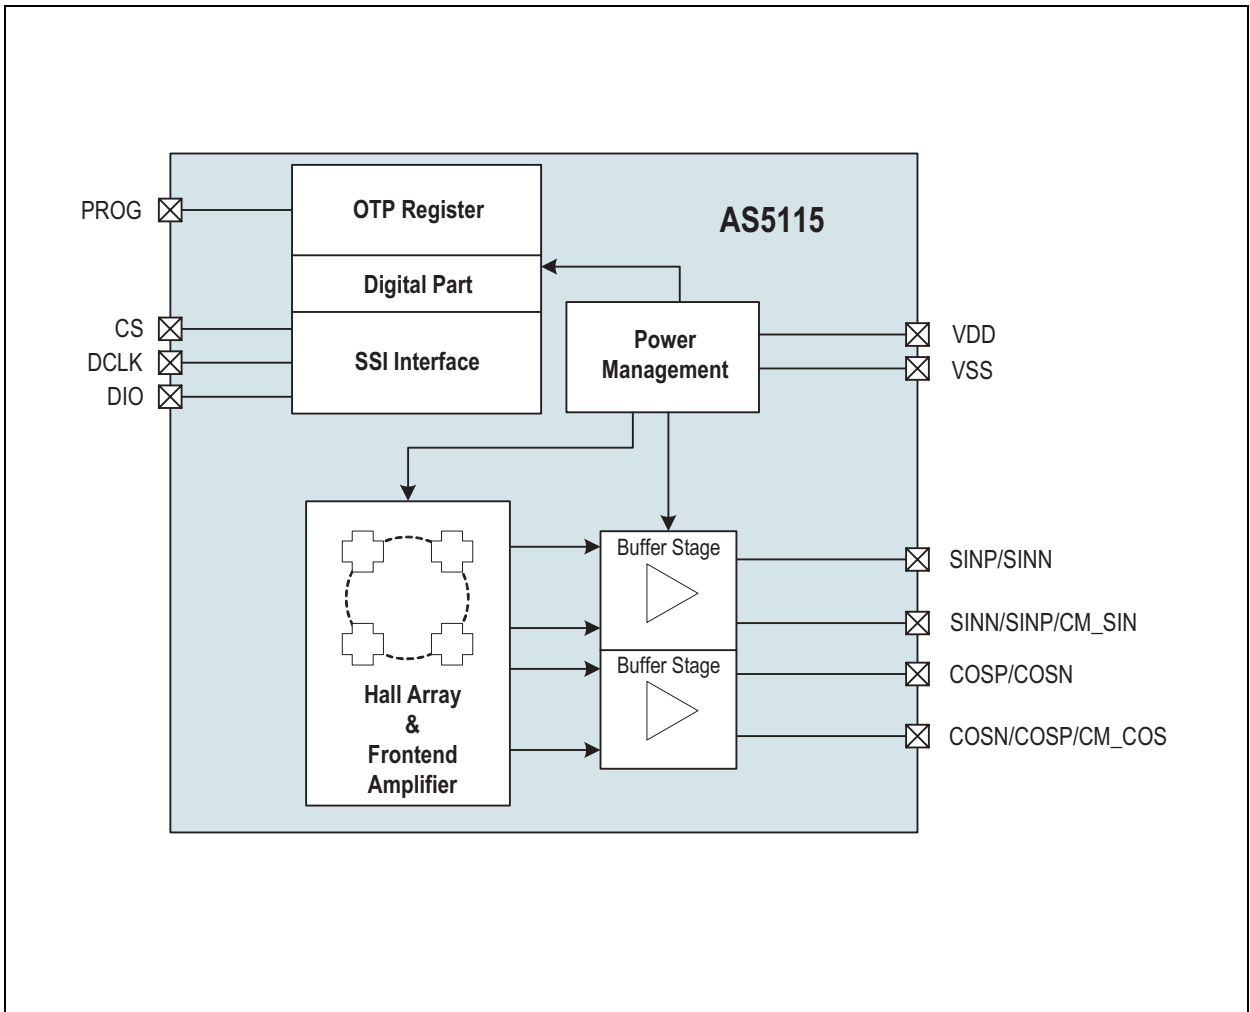 AS5115
PROG
OTP Register
Digital Part
CS
DCLK
DIO
SSI Interface
Power
Management
VDD
VSS
Hall Array
&
Frontend
Amplifier
Buffer Stage
Buffer Stage
SINP/SINN
SINN/SINP/CM_SIN
COSP/COSN
COSN/COSP/CM_COS